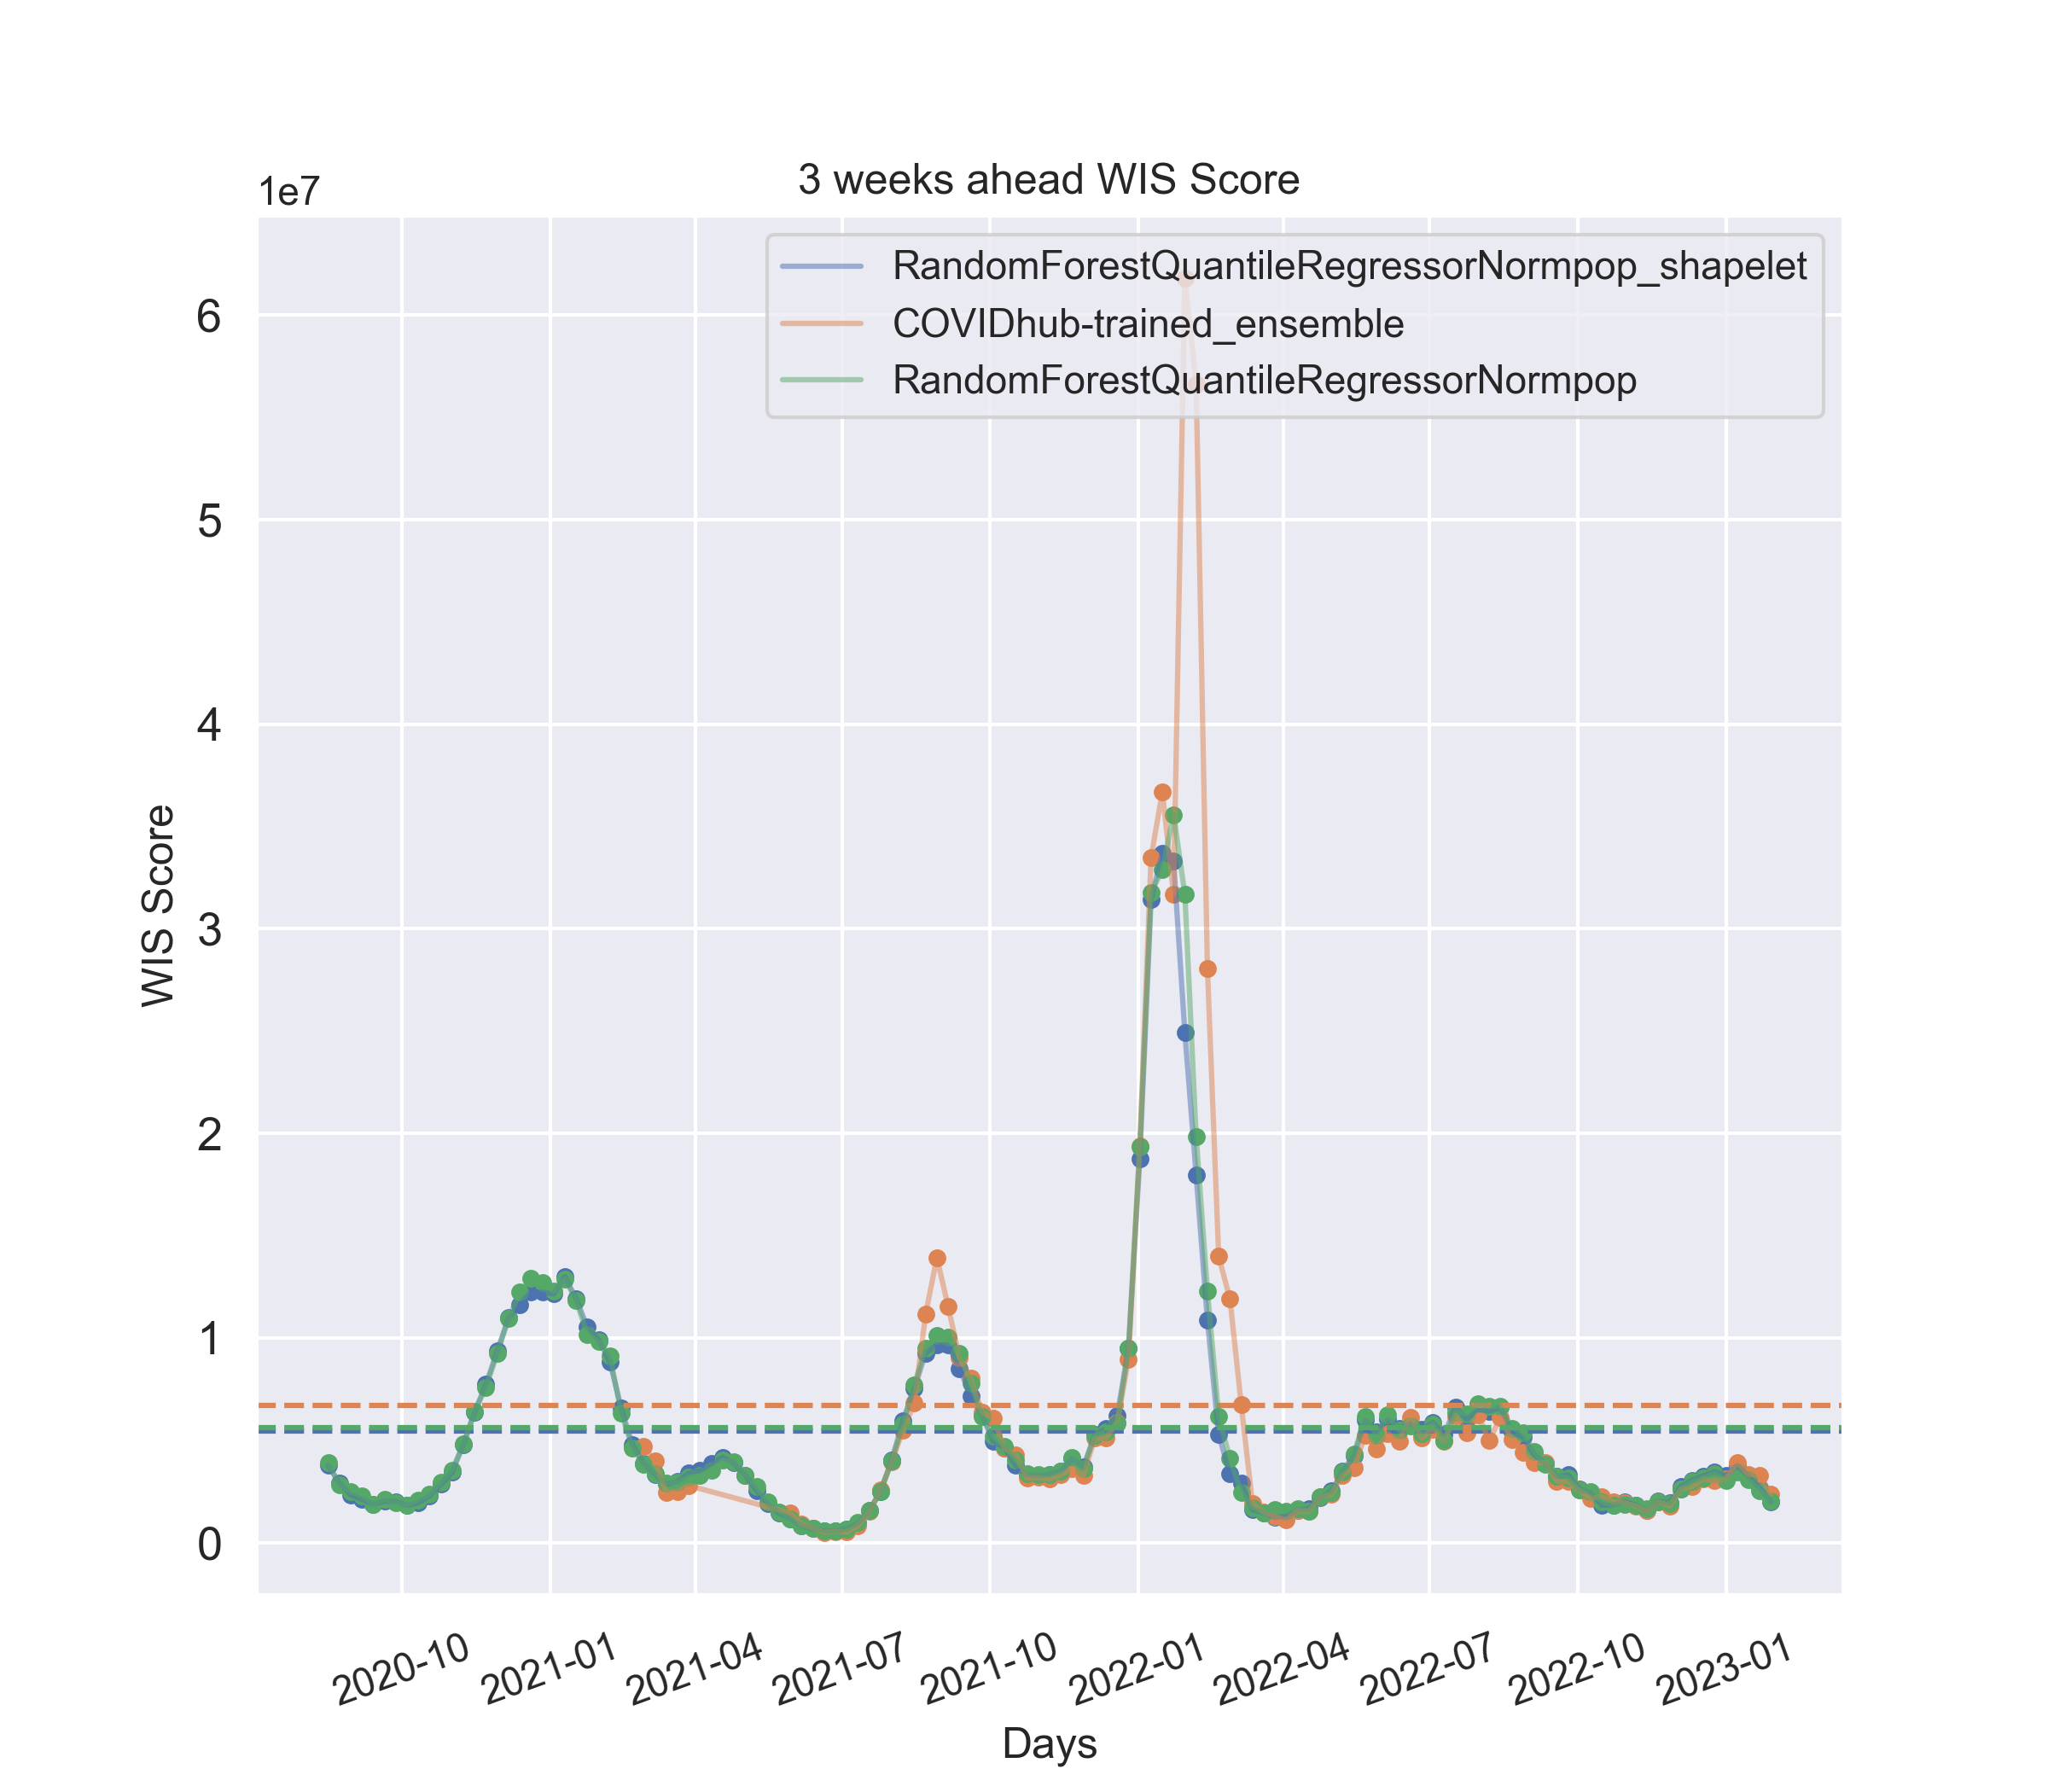 3 weeks ahead WIS Score
1e7
RandomForestQuantileRegressorNormpop_shapelet
COVIDhub-trained_ensemble
RandomForestQuantileRegressorNormpop
6
5
4
3
2
1
0
WIS Score
2020-10
2021-01
2021-04
2021-07
2021-10
2022-01
2022-04
2022-07
2022-10
2023-01
Days